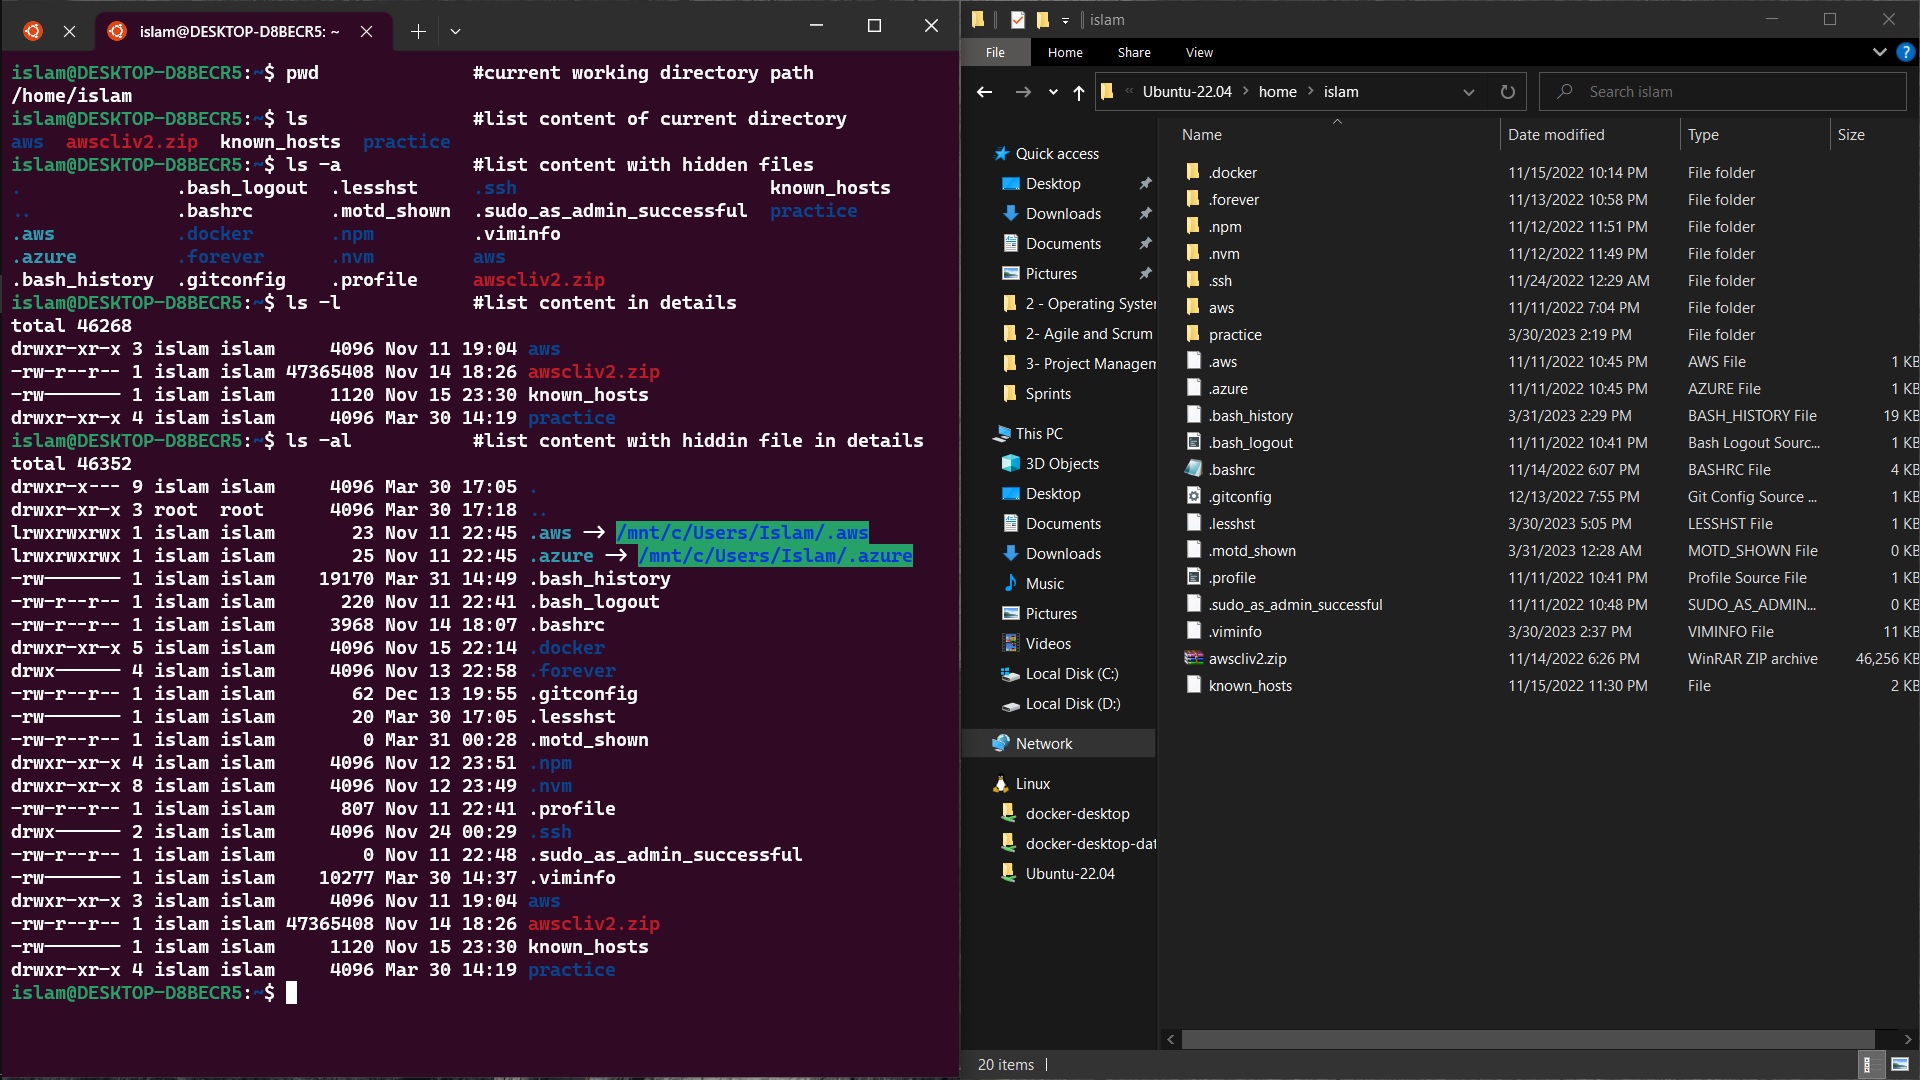 islam@DESKTOP-D8BECR5: ~
islam@DESKTOP-D8BECR5:~$ pwd #current working directory path
/home/islam
islam@DESKTOP-D8BECR5:~$ ls #list content of current directory
aws awscliv2.zip known_hosts practice
islam@DESKTOP-D8BECR5:~$ ls -a #list content with hidden files
. .bash_logout .lesshst .ssh known_hosts
.. .bashrc .motd_shown .sudo_as_admin_successful practice
.aws .docker .npm .viminfo
.azure .forever .nvm aws
.bash_history .gitconfig .profile awscliv2.zip
islam@DESKTOP-D8BECR5:~$ ls -l #list content in details
total 46268
drwxr-xr-x 3 islam islam 4096 Nov 11 19:04 aws
-rw-r--r-- 1 islam islam 47365408 Nov 14 18:26 awscliv2.zip
-rw------- 1 islam islam 1120 Nov 15 23:30 known_hosts
drwxr-xr-x 4 islam islam 4096 Mar 30 14:19 practice
islam@DESKTOP-D8BECR5:~$ ls -al #list content with hiddin file in details
total 46352
drwxr-x--- 9 islam islam 4096 Mar 30 17:05 .
drwxr-xr-x 3 root root 4096 Mar 30 17:18 ..
lrwxrwxrwx 1 islam islam 23 Nov 11 22:45 .aws -> /mnt/c/Users/Islam/.aws
lrwxrwxrwx 1 islam islam 25 Nov 11 22:45 .azure -> /mnt/c/Users/Islam/.azure
-rw------- 1 islam islam 19170 Mar 31 14:49 .bash_history
-rw-r--r-- 1 islam islam 220 Nov 11 22:41 .bash_logout
-rw-r--r-- 1 islam islam 3968 Nov 14 18:07 .bashrc
drwxr-xr-x 5 islam islam 4096 Nov 15 22:14 .docker
drwx------ 4 islam islam 4096 Nov 13 22:58 .forever
-rw-r--r-- 1 islam islam 62 Dec 13 19:55 .gitconfig
-rw------- 1 islam islam 20 Mar 30 17:05 .lesshst
-rw-r--r-- 1 islam islam 0 Mar 31 00:28 .motd_shown
drwxr-xr-x 4 islam islam 4096 Nov 12 23:51 .npm
drwxr-xr-x 8 islam islam 4096 Nov 12 23:49 .nvm
-rw-r--r-- 1 islam islam 807 Nov 11 22:41 .profile
drwx------ 2 islam islam 4096 Nov 24 00:29 .ssh
-rw-r--r-- 1 islam islam 0 Nov 11 22:48 .sudo_as_admin_successful
-rw------- 1 islam islam 10277 Mar 30 14:37 .viminfo
drwxr-xr-x 3 islam islam 4096 Nov 11 19:04 aws
-rw-r--r-- 1 islam islam 47365408 Nov 14 18:26 awscliv2.zip
-rw------- 1 islam islam 1120 Nov 15 23:30 known_hosts
drwxr-xr-x 4 islam islam 4096 Mar 30 14:19 practice
islam@DESKTOP-D8BECR5:~$
islam
File Home Share View
« Ubuntu-22.04 > home > islam
Search islam
Quick access
Desktop
Downloads
Documents
Pictures
2 - Operating Syster
2- Agile and Scrum
3- Project Managem
Sprints
This PC
3D Objects
Desktop
Documents
Downloads
Music
Pictures
Videos
Local Disk (C:)
Local Disk (D:)
Network
Linux
docker-desktop
docker-desktop-dat
Ubuntu-22.04
Name Date modified Type Size
.docker 11/15/2022 10:14 PM File folder
.forever 11/13/2022 10:58 PM File folder
.npm 11/12/2022 11:51 PM File folder
.nvm 11/12/2022 11:49 PM File folder
.ssh 11/24/2022 12:29 AM File folder
aws 11/11/2022 7:04 PM File folder
practice 3/30/2023 2:19 PM File folder
.aws 11/11/2022 10:45 PM AWS File 1 KB
.azure 11/11/2022 10:45 PM AZURE File 1 KB
.bash_history 3/31/2023 2:29 PM BASH_HISTORY File 19 KB
.bash_logout 11/11/2022 10:41 PM Bash Logout Sourc... 1 KB
.bashrc 11/14/2022 6:07 PM BASHRC File 4 KB
.gitconfig 12/13/2022 7:55 PM Git Config Source ... 1 KB
.lesshst 3/30/2023 5:05 PM LESSHST File 1 KB
.motd_shown 3/31/2023 12:28 AM MOTD_SHOWN File 0 KB
.profile 11/11/2022 10:41 PM Profile Source File 1 KB
.sudo_as_admin_successful 11/11/2022 10:48 PM SUDO_AS_ADMIN... 0 KB
.viminfo 3/30/2023 2:37 PM VIMINFO File 11 KB
awscliv2.zip 11/14/2022 6:26 PM WinRAR ZIP archive 46,256 KB
known_hosts 11/15/2022 11:30 PM File 2 KB
20 items